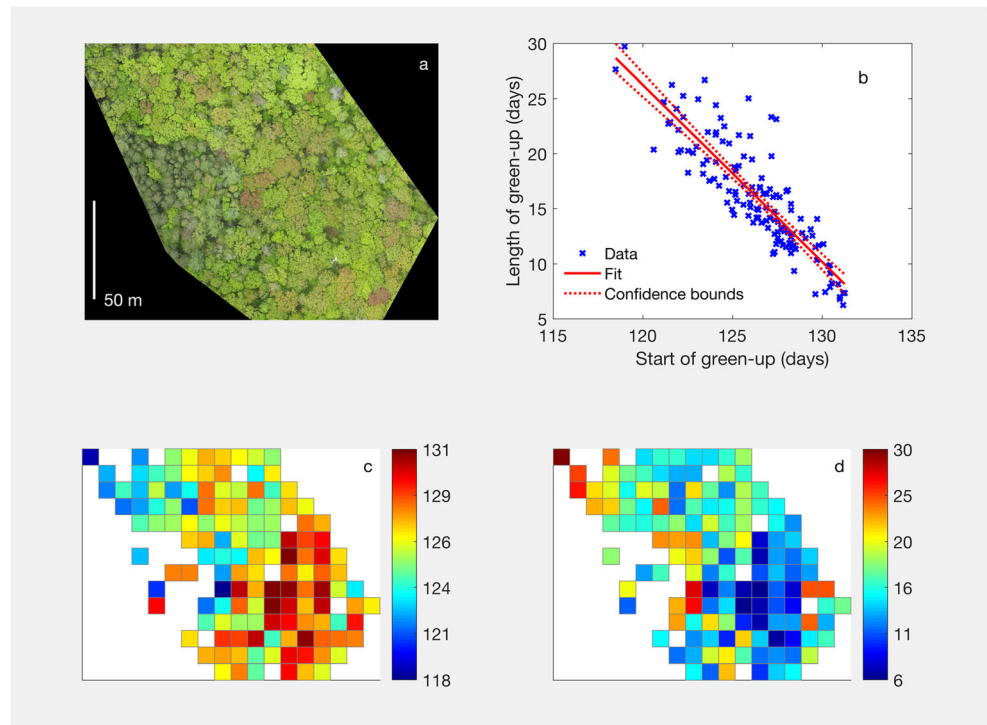 a
50 m
b
30
25
20
15
10
5
Length of green-up (days)
Data
Fit
Confidence bounds
115
120
125
130
135
Start of green-up (days)
c
131
129
126
124
121
118
d
30
25
20
16
11
6